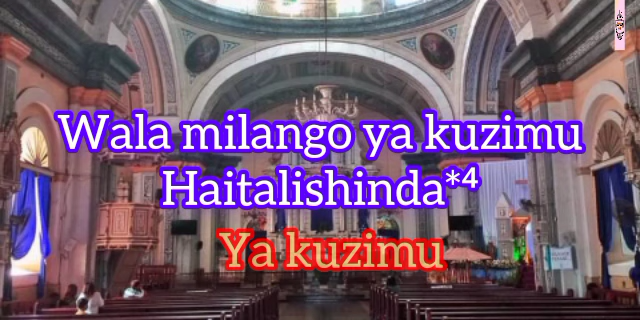 Wala milango ya kuzimu
Haitalishinda*⁴
Ya kuzimu